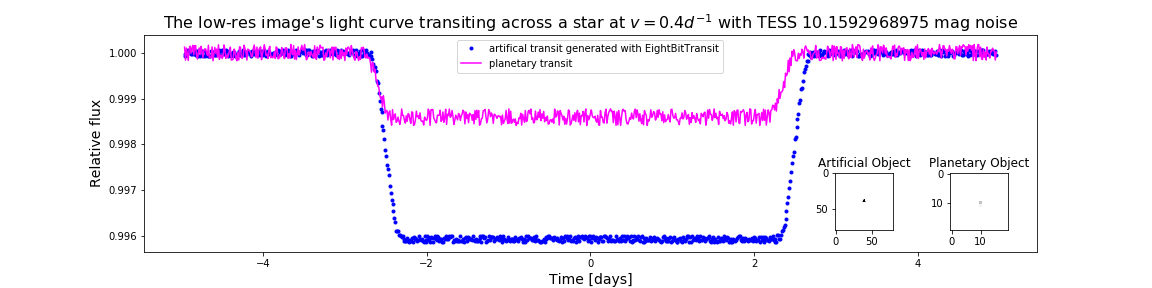 The low-res image's light curve transiting across a star at v = 0.4d⁻¹ with TESS 10.1592968975 mag noise
artifical transit generated with EightBitTransit
planetary transit
Relative flux
1.000
0.999
0.998
0.997
0.996
Artificial Object
0
50
0 50
Planetary Object
0
10
0 10
−4 −2 0 2 4
Time [days]